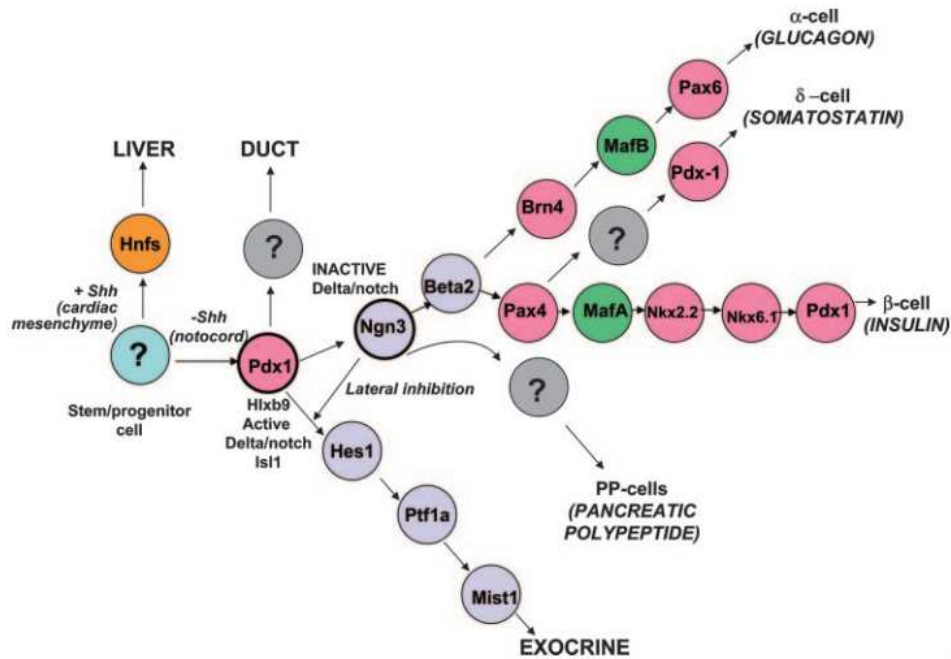 α-cell
(GLUCAGON)
Pax6
δ –cell
(SOMATOSTATIN)
MafB
Pdx-1
LIVER
DUCT
Brn4
?
Hnfs
?
INACTIVE
Delta/notch
Beta2
+ Shh
(cardiac
mesenchyme)
-Shh
(notocord)
Ngn3
Pax4
MafA
Nkx2.2
Nkx6.1
Pdx1
β-cell
(INSULIN)
?
Pdx1
Lateral inhibition
?
Stem/progenitor
cell
Hlxb9
Active
Delta/notch
Isl1
Hes1
PP-cells
(PANCREATIC
POLYPEPTIDE)
Ptf1a
Mist1
EXOCRINE